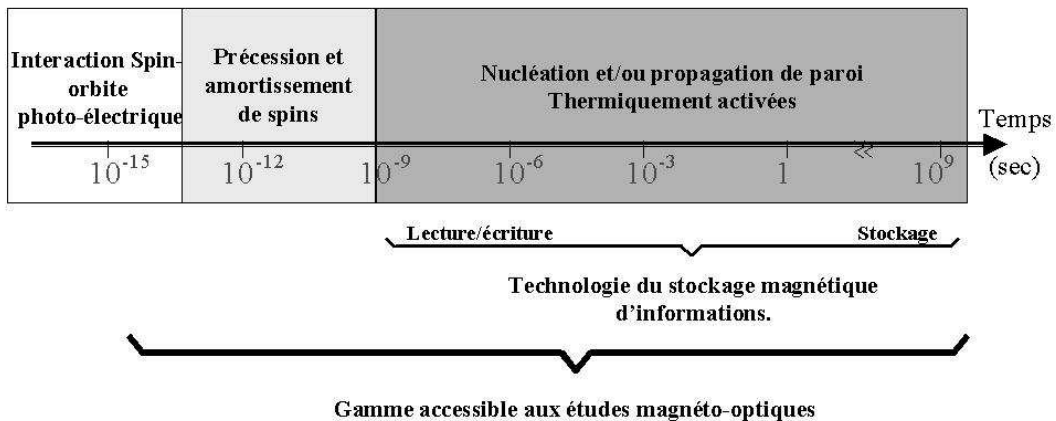 Interaction Spin-
orbite
photo-électrique
Précession et
amortissement
de spins
Nucléation et/ou propagation de paroi
Thermiquement activées
Temps
(sec)
10^-15
10^-12
10^-9
10^-6
10^-3
1
10^9
Lecture/écriture
Stockage
Technologie du stockage magnétique
d'informations.
Gamme accessible aux études magnéto-optiques